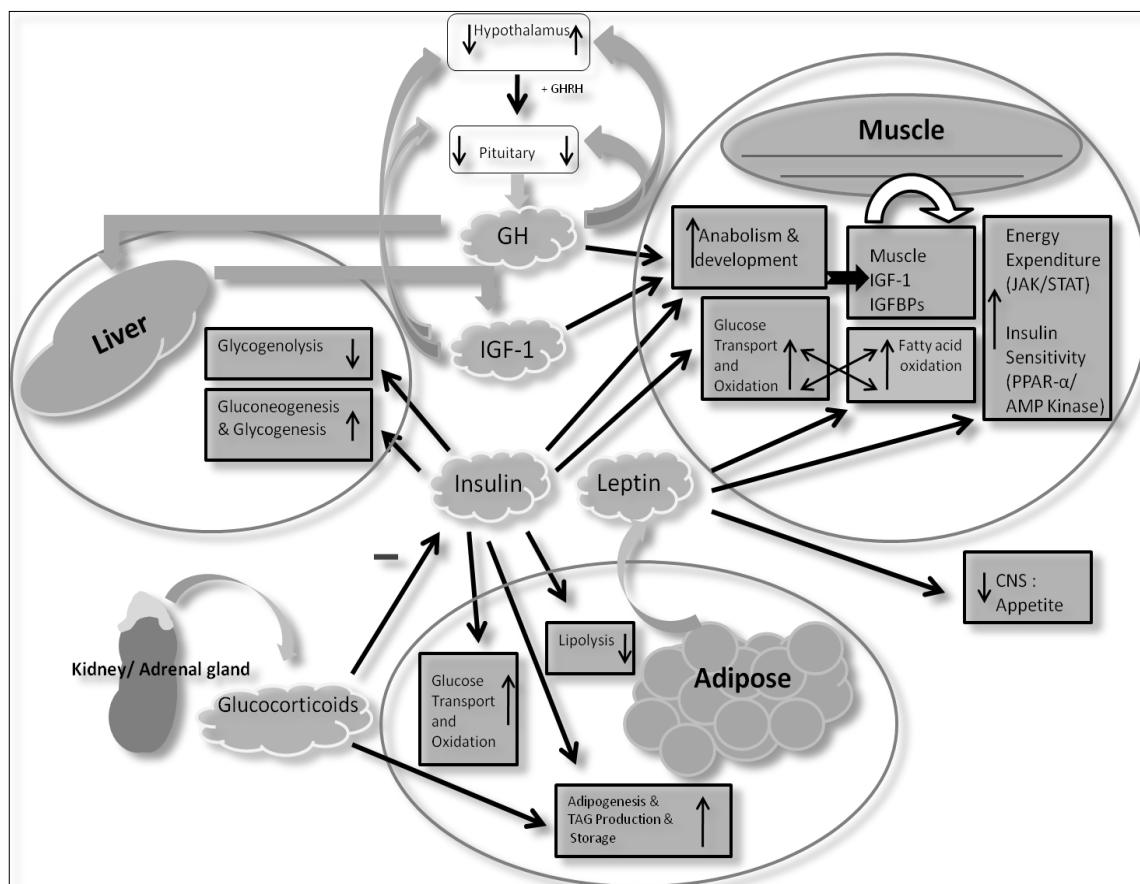 Hypothalamus
+ GHRH
Pituitary
GH
IGF-1
Liver
Glycogenolysis
Gluconeogenesis
& Glycogenesis
Muscle
Anabolism &
development
Muscle
IGF-1
IGFBPs
Energy
Expenditure
(JAK/STAT)
Insulin
Sensitivity
(PPAR-α/
AMP Kinase)
Glucose
Transport
and
Oxidation
Fatty acid
oxidation
Insulin
Leptin
–
CNS :
Appetite
Kidney/ Adrenal gland
Glucocorticoids
Lipolysis
Glucose
Transport
and
Oxidation
Adipose
Adipogenesis &
TAG Production &
Storage